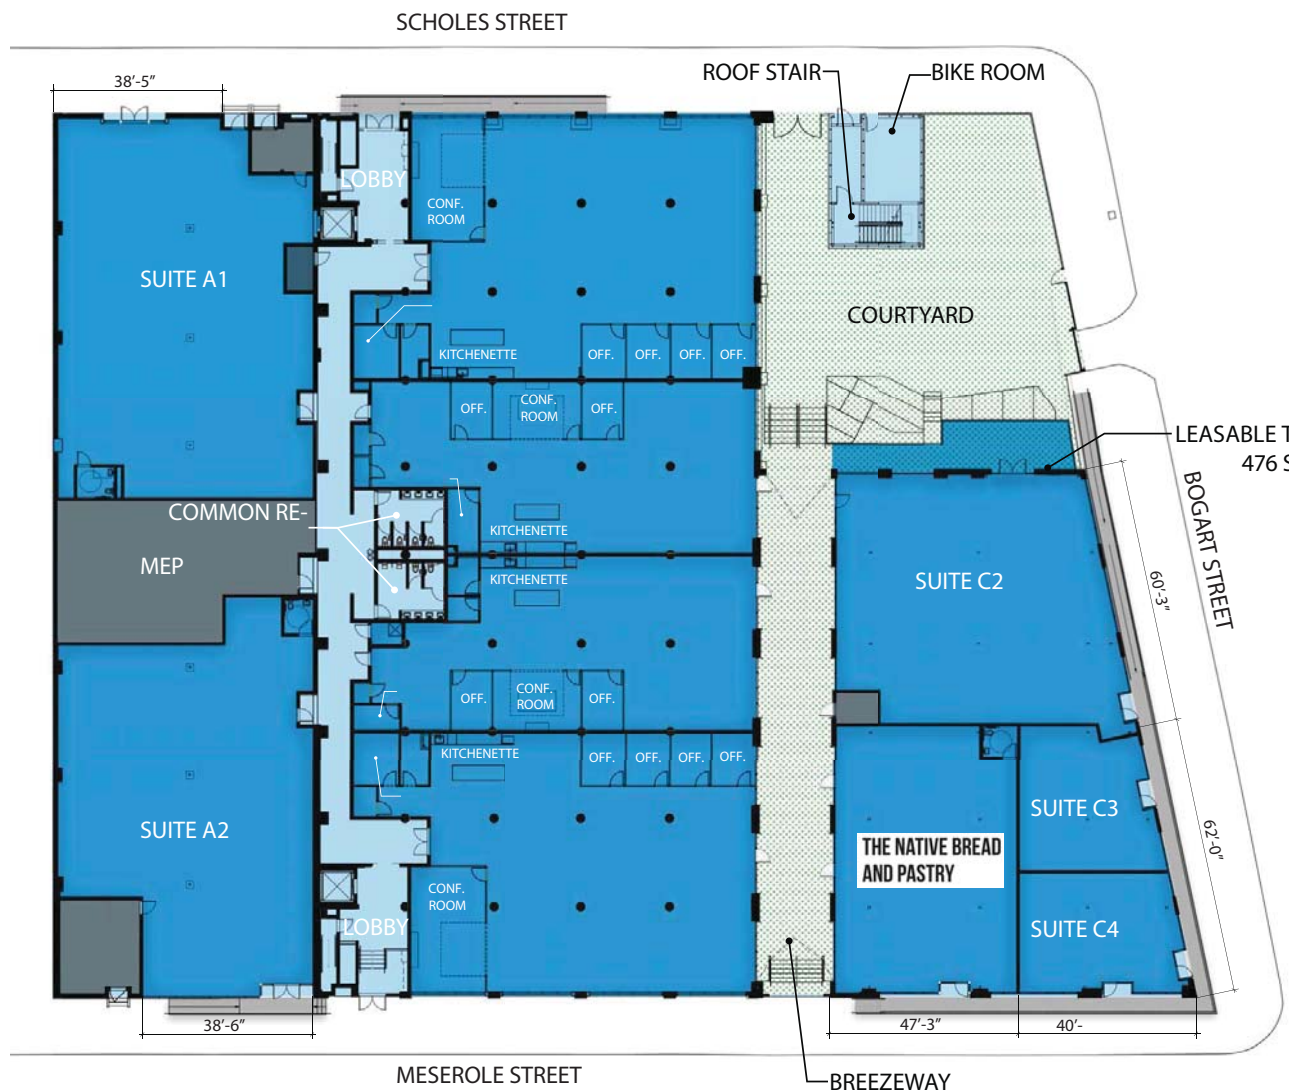 SCHOLES STREET
38'-5"
ROOF STAIR
BIKE ROOM
LOBBY
CONF.
ROOM
SUITE A1
COURTYARD
KITCHENETTE
OFF.
OFF.
OFF.
OFF.
OFF.
CONF.
ROOM
OFF.
LEASABLE T
476 S
BOGART STREET
COMMON RE-
KITCHENETTE
MEP
KITCHENETTE
SUITE C2
60'-3"
OFF.
CONF.
ROOM
OFF.
KITCHENETTE
OFF.
OFF.
OFF.
OFF.
SUITE A2
SUITE C3
62'-0"
THE NATIVE BREAD
AND PASTRY
CONF.
ROOM
LOBBY
SUITE C4
38'-6"
47'-3"
40'-
MESEROLE STREET
BREEZEWAY